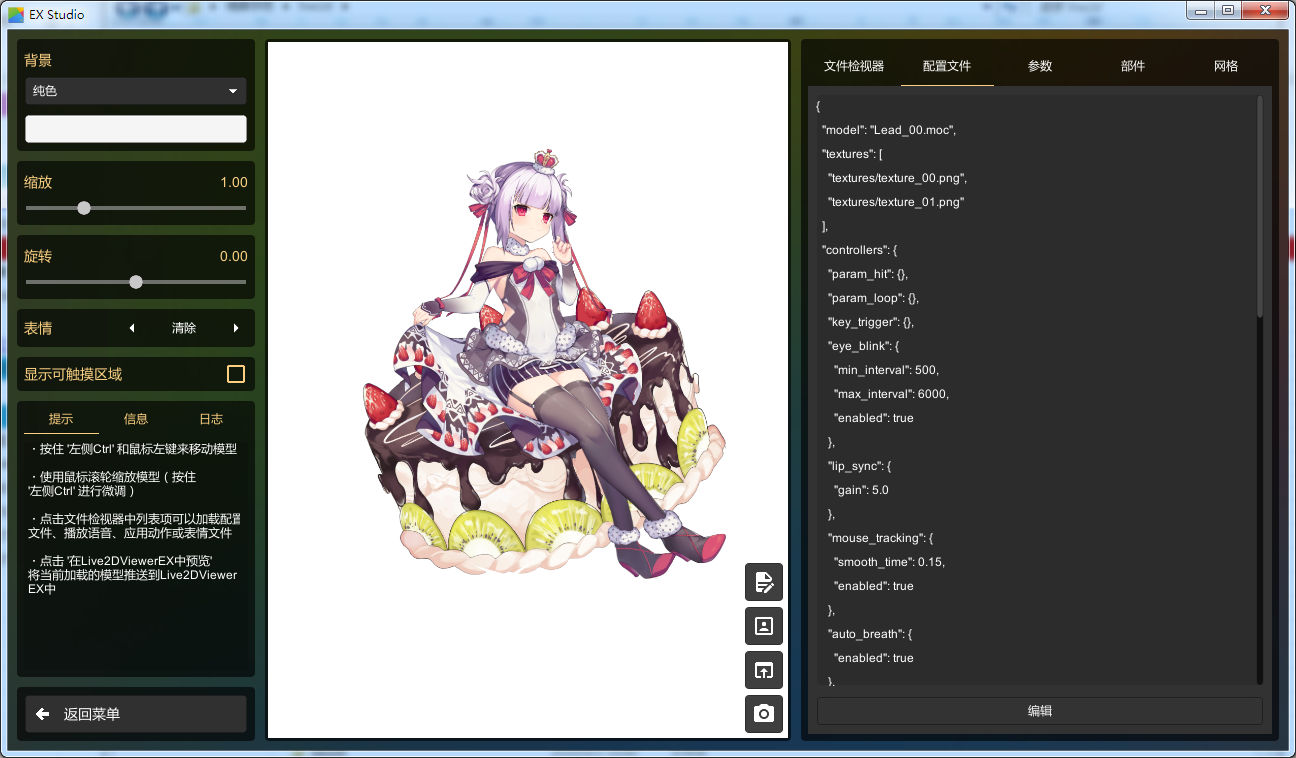 EX Studio
背景
纯色
缩放
1.00
旋转
0.00
表情
清除
显示可触摸区域
提示
信息
日志
· 按住 '左侧Ctrl' 和鼠标左键来移动模型
· 使用鼠标滚轮缩放模型 ( 按住
'左侧Ctrl' 进行微调 )
· 点击文件检视器中列表项可以加载配置
文件、播放语音、应用动作或表情文件
· 点击 '在Live2DViewerEX中预览'
将当前加载的模型推送到Live2DViewer
EX中
返回菜单
文件检视器
配置文件
参数
部件
网格
{
"model": "Lead_00.moc",
"textures": [
"textures/texture_00.png",
"textures/texture_01.png"
],
"controllers": {
"param_hit": {},
"param_loop": {},
"key_trigger": {},
"eye_blink": {
"min_interval": 500,
"max_interval": 6000,
"enabled": true
},
"lip_sync": {
"gain": 5.0
},
"mouse_tracking": {
"smooth_time": 0.15,
"enabled": true
},
"auto_breath": {
"enabled": true
},
编辑